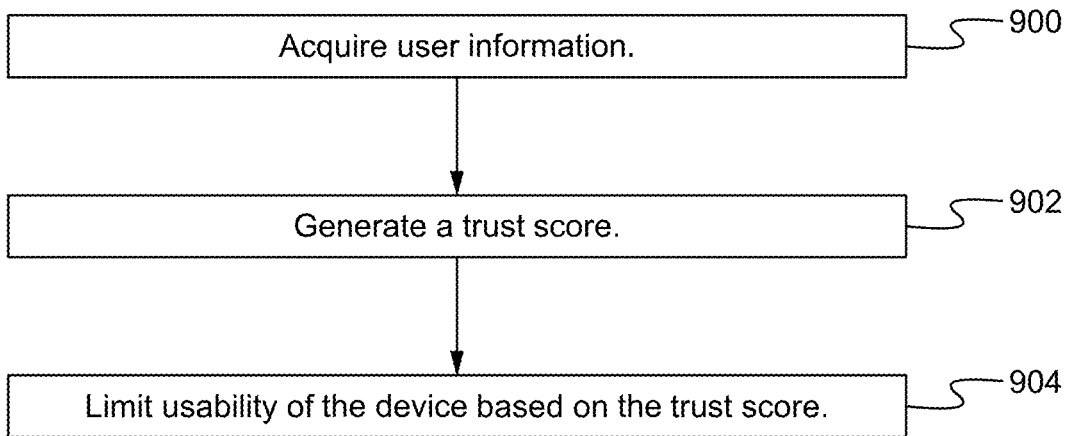 Acquire user information.
900
Generate a trust score.
902
Limit usability of the device based on the trust score.
904